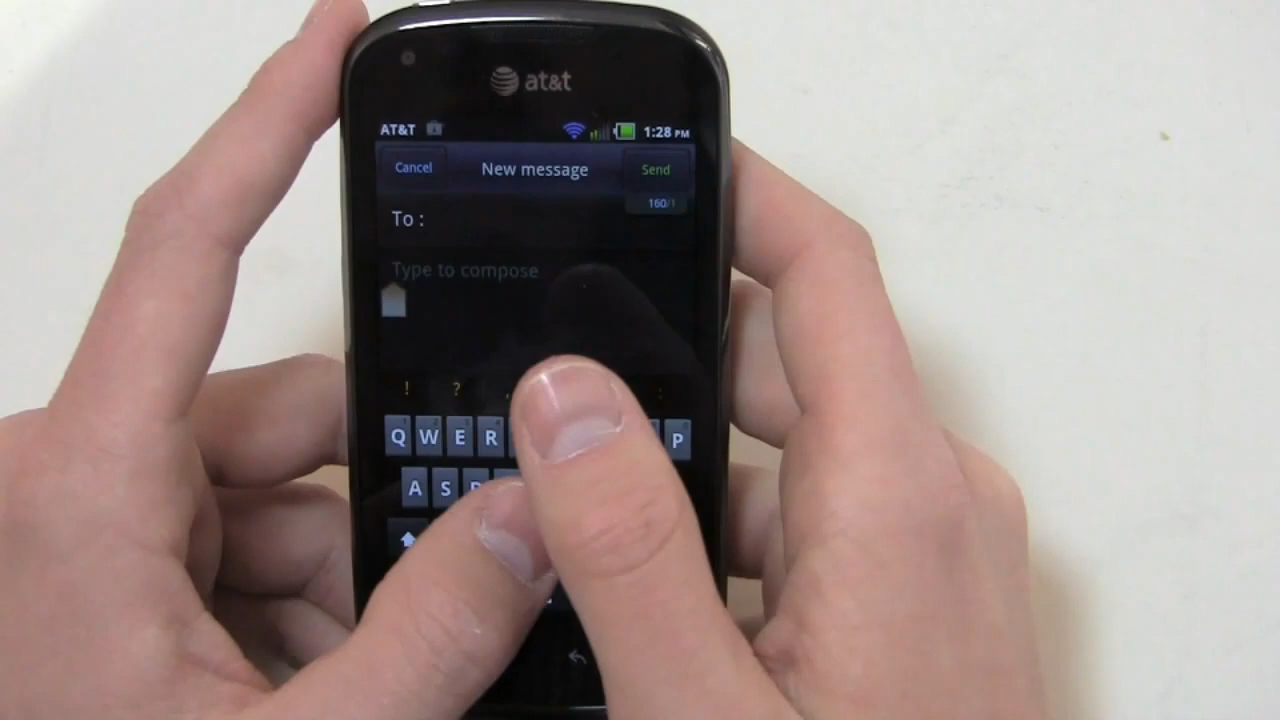 at&t
AT&T 1:28 PM
Cancel New message Send
160/1
To :
Type to compose
! ? , :
Q W E R P
A S